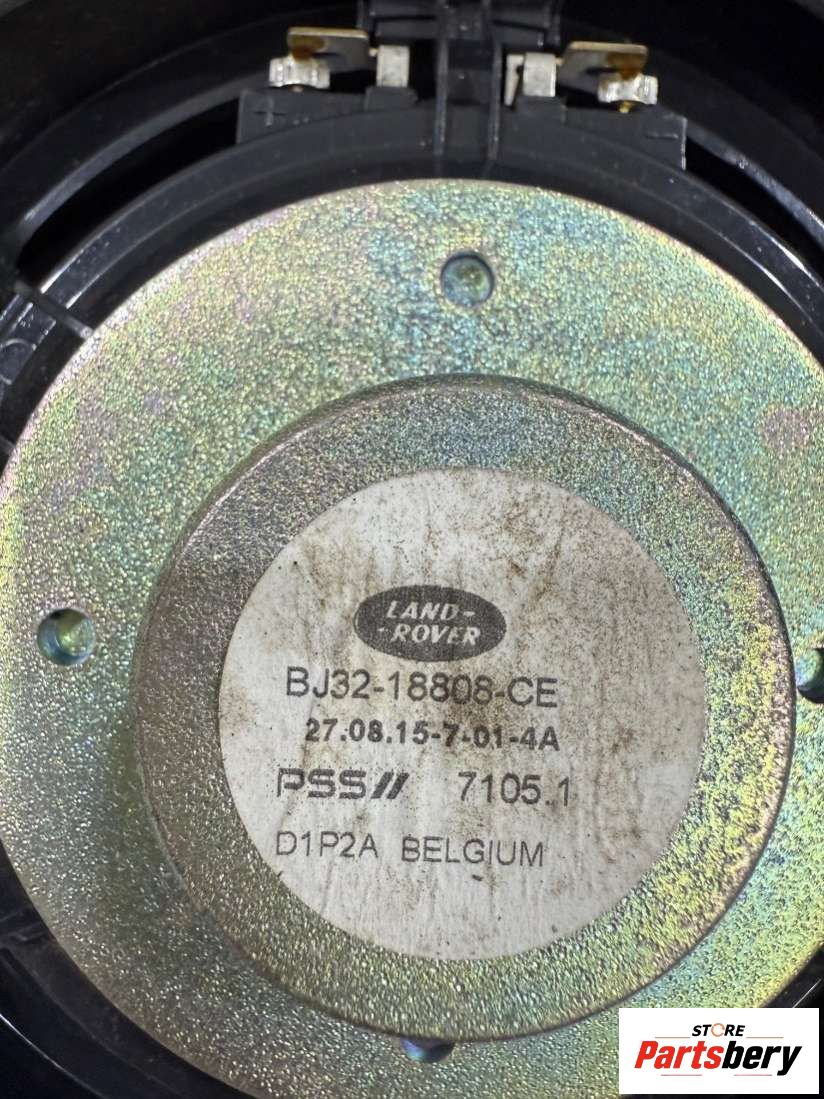 +
-
LAND-
-ROVER
BJ32-18808-CE
27.08.15-7-01-4A
PSS// 7105.1
D1P2A BELGIUM
STORE
Partsbery